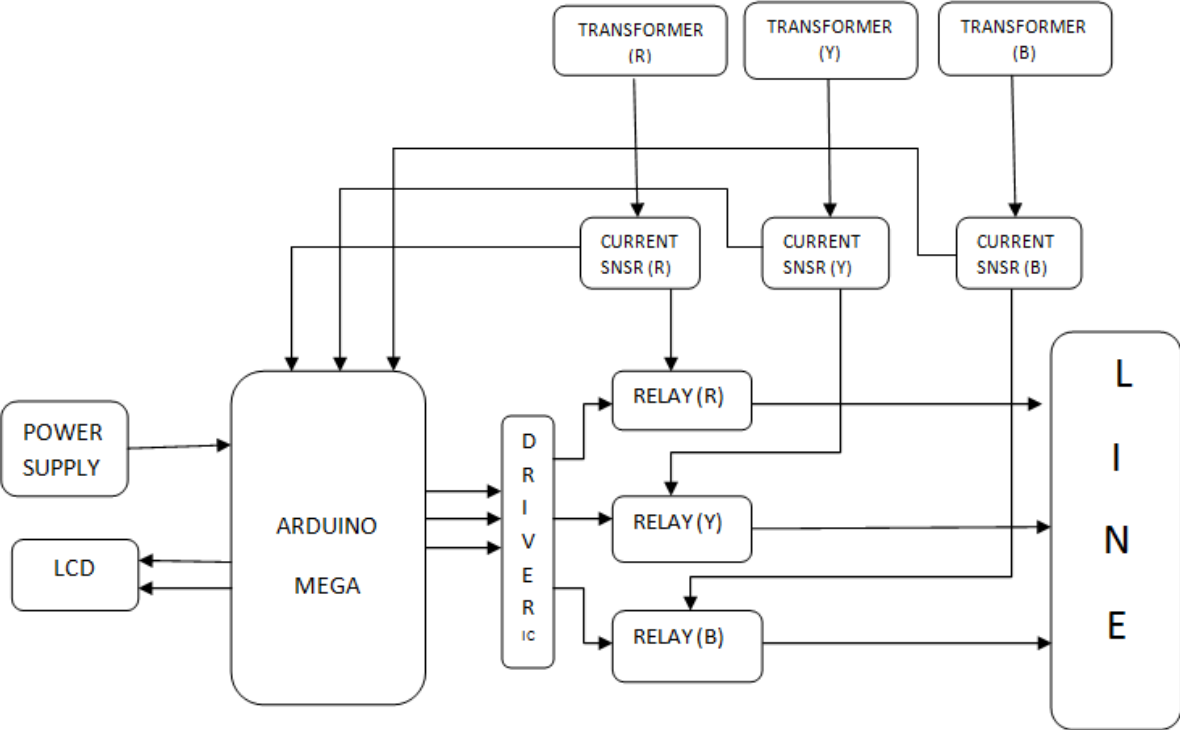 TRANSFORMER
(R)
TRANSFORMER
(Y)
TRANSFORMER
(B)
CURRENT
SNSR (R)
CURRENT
SNSR (Y)
CURRENT
SNSR (B)
POWER
SUPPLY
LCD
ARDUINO
MEGA
D
R
I
V
E
R
IC
RELAY (R)
RELAY (Y)
RELAY (B)
L
I
N
E